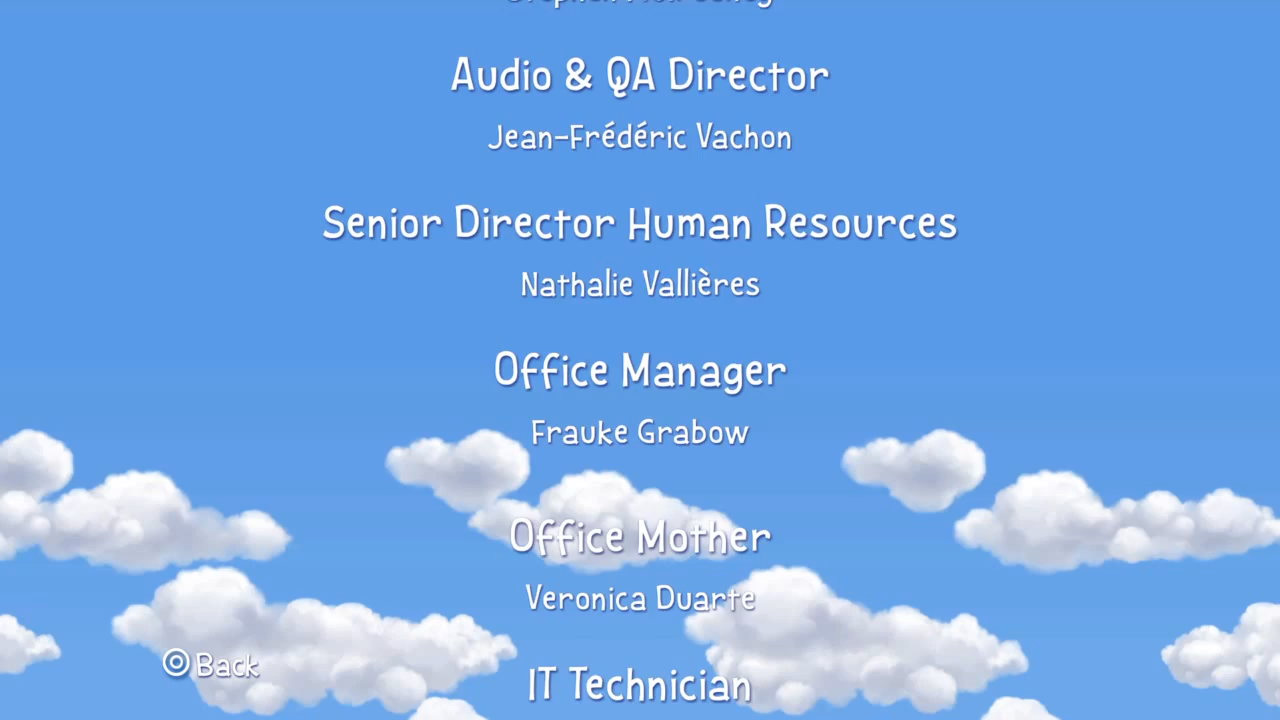 Audio & QA Director
Jean-Frédéric Vachon
Senior Director Human Resources
Nathalie Vallières
Office Manager
Frauke Grabow
Office Mother
Veronica Duarte
Back
IT Technician